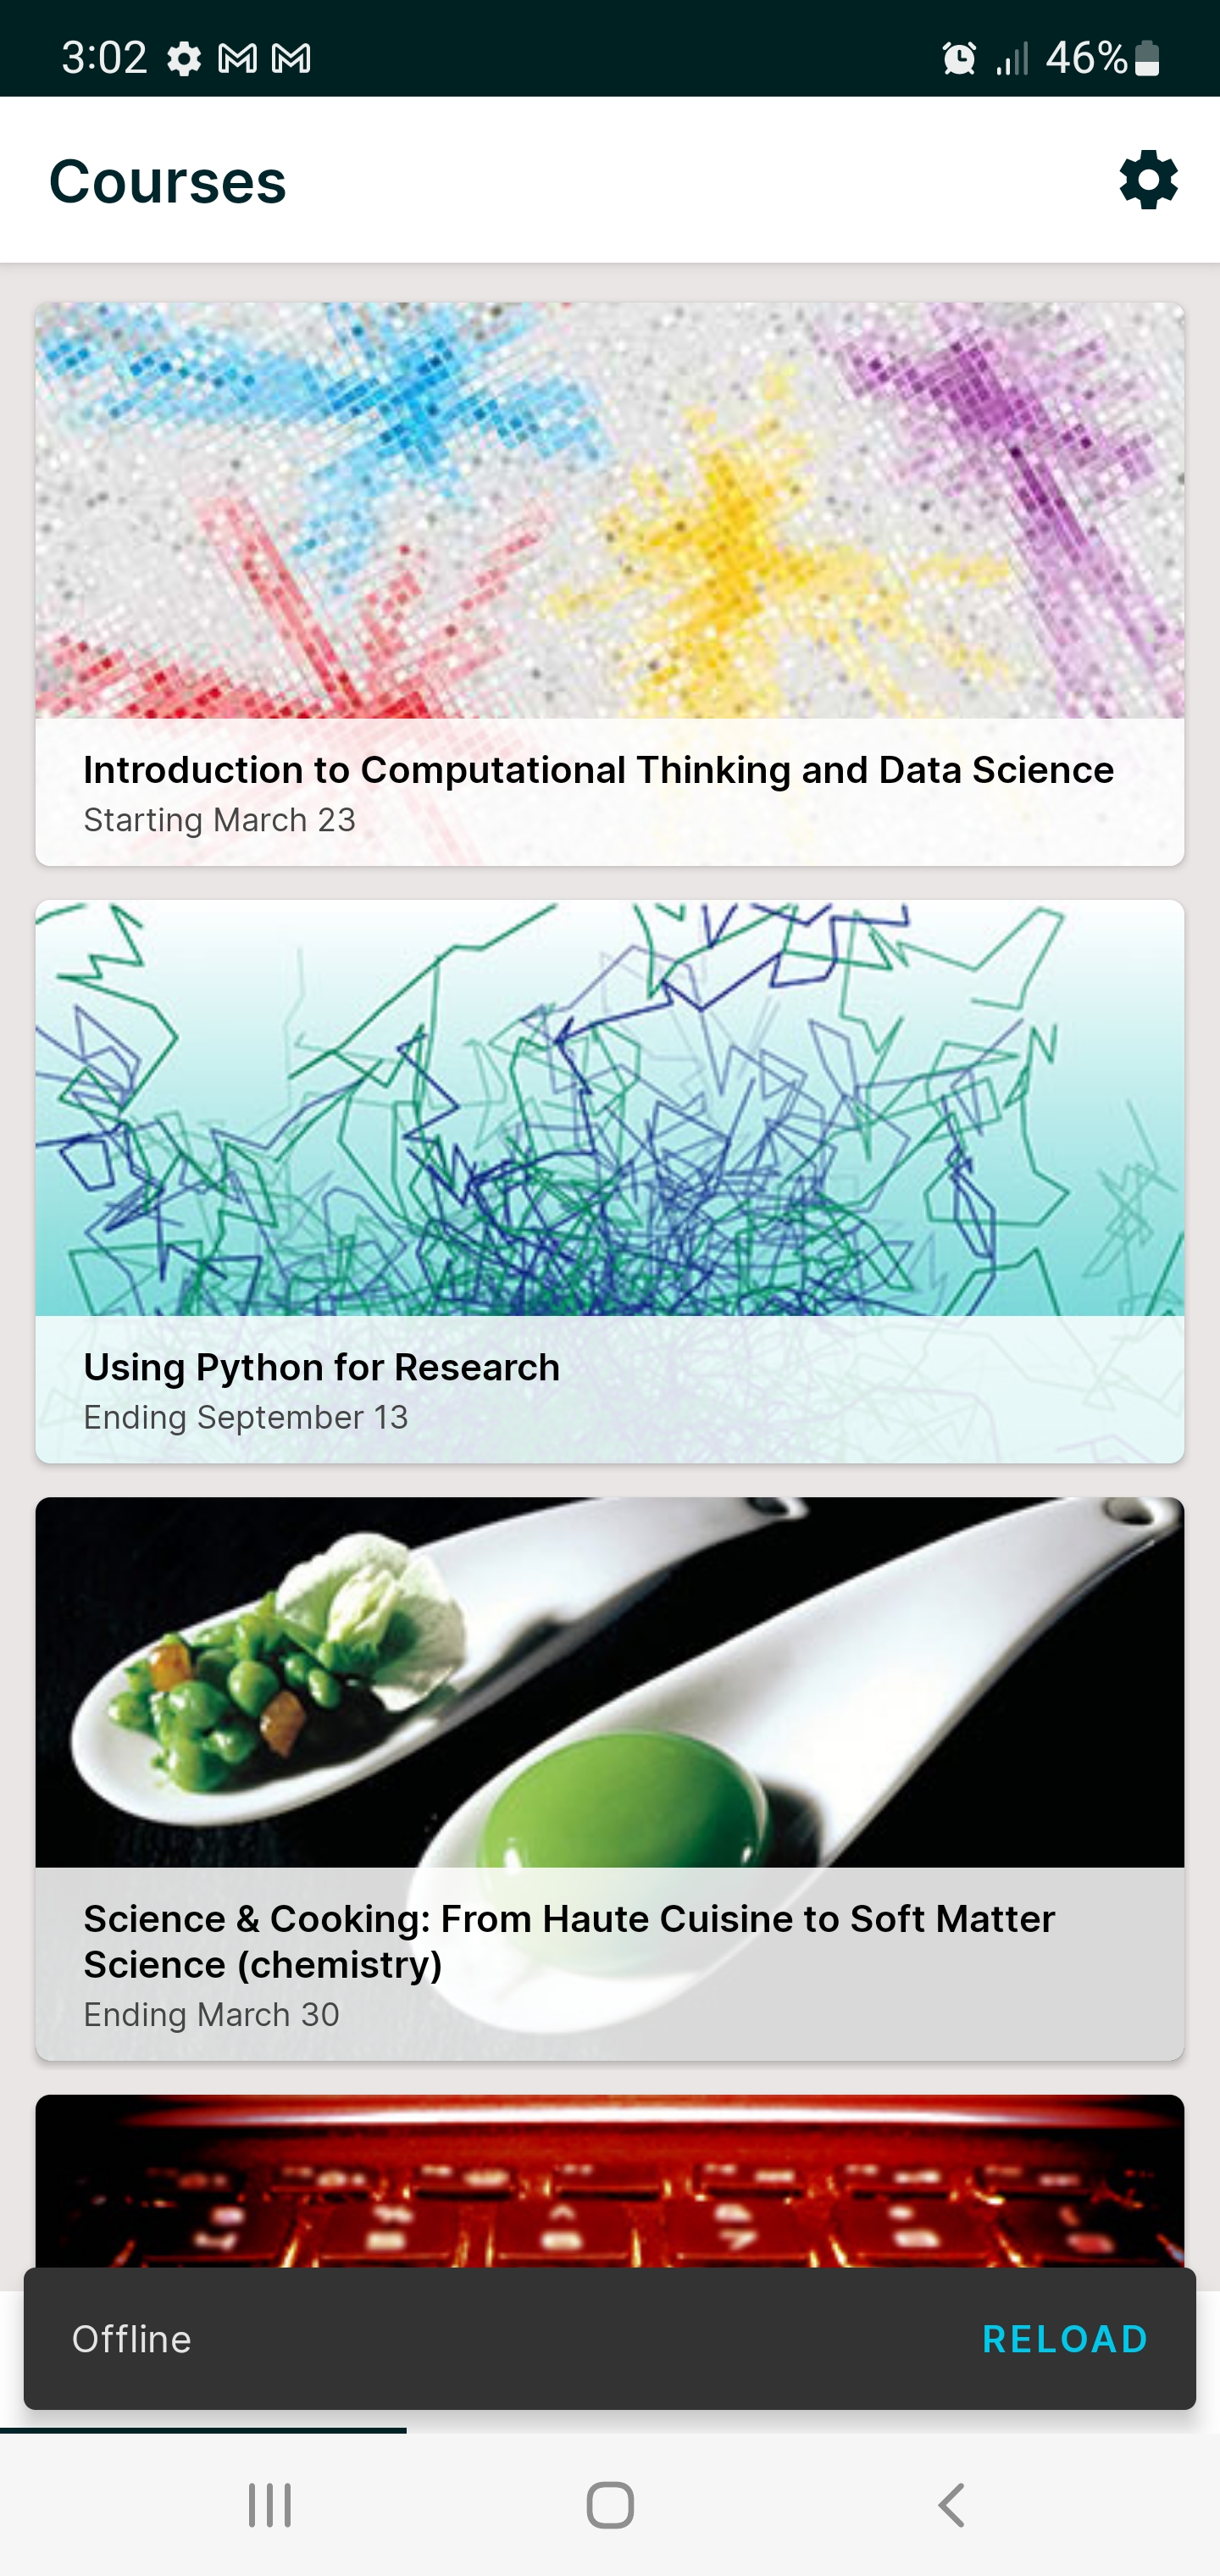 3:02
46%
Courses
Introduction to Computational Thinking and Data Science
Starting March 23
Using Python for Research
Ending September 13
Science & Cooking: From Haute Cuisine to Soft Matter
Science (chemistry)
Ending March 30
Offline
RELOAD